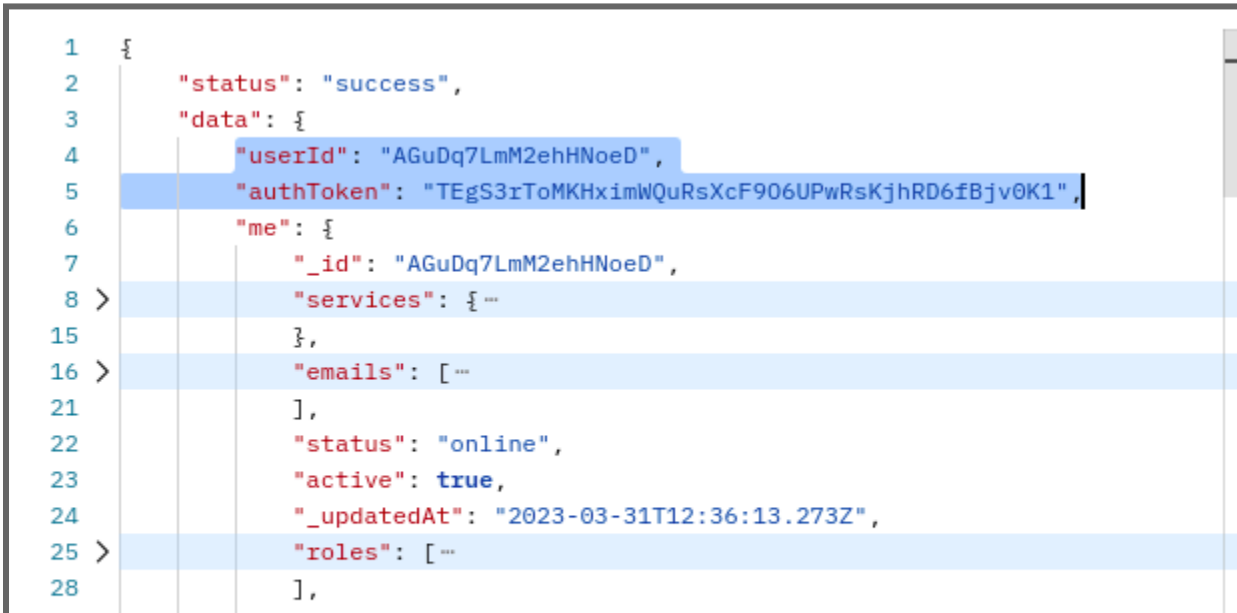 1 {
2 "status": "success",
3 "data": {
4 "userId": "AGuDq7LmM2ehHNoeD",
5 "authToken": "TEgS3rToMKHximWQuRsXcF9O6UPwRsKjhRD6fBjv0K1",
6 "me": {
7 "_id": "AGuDq7LmM2ehHNoeD",
8 > "services": {⋯
15 },
16 > "emails": [⋯
21 ],
22 "status": "online",
23 "active": true,
24 "_updatedAt": "2023-03-31T12:36:13.273Z",
25 > "roles": [⋯
28 ],